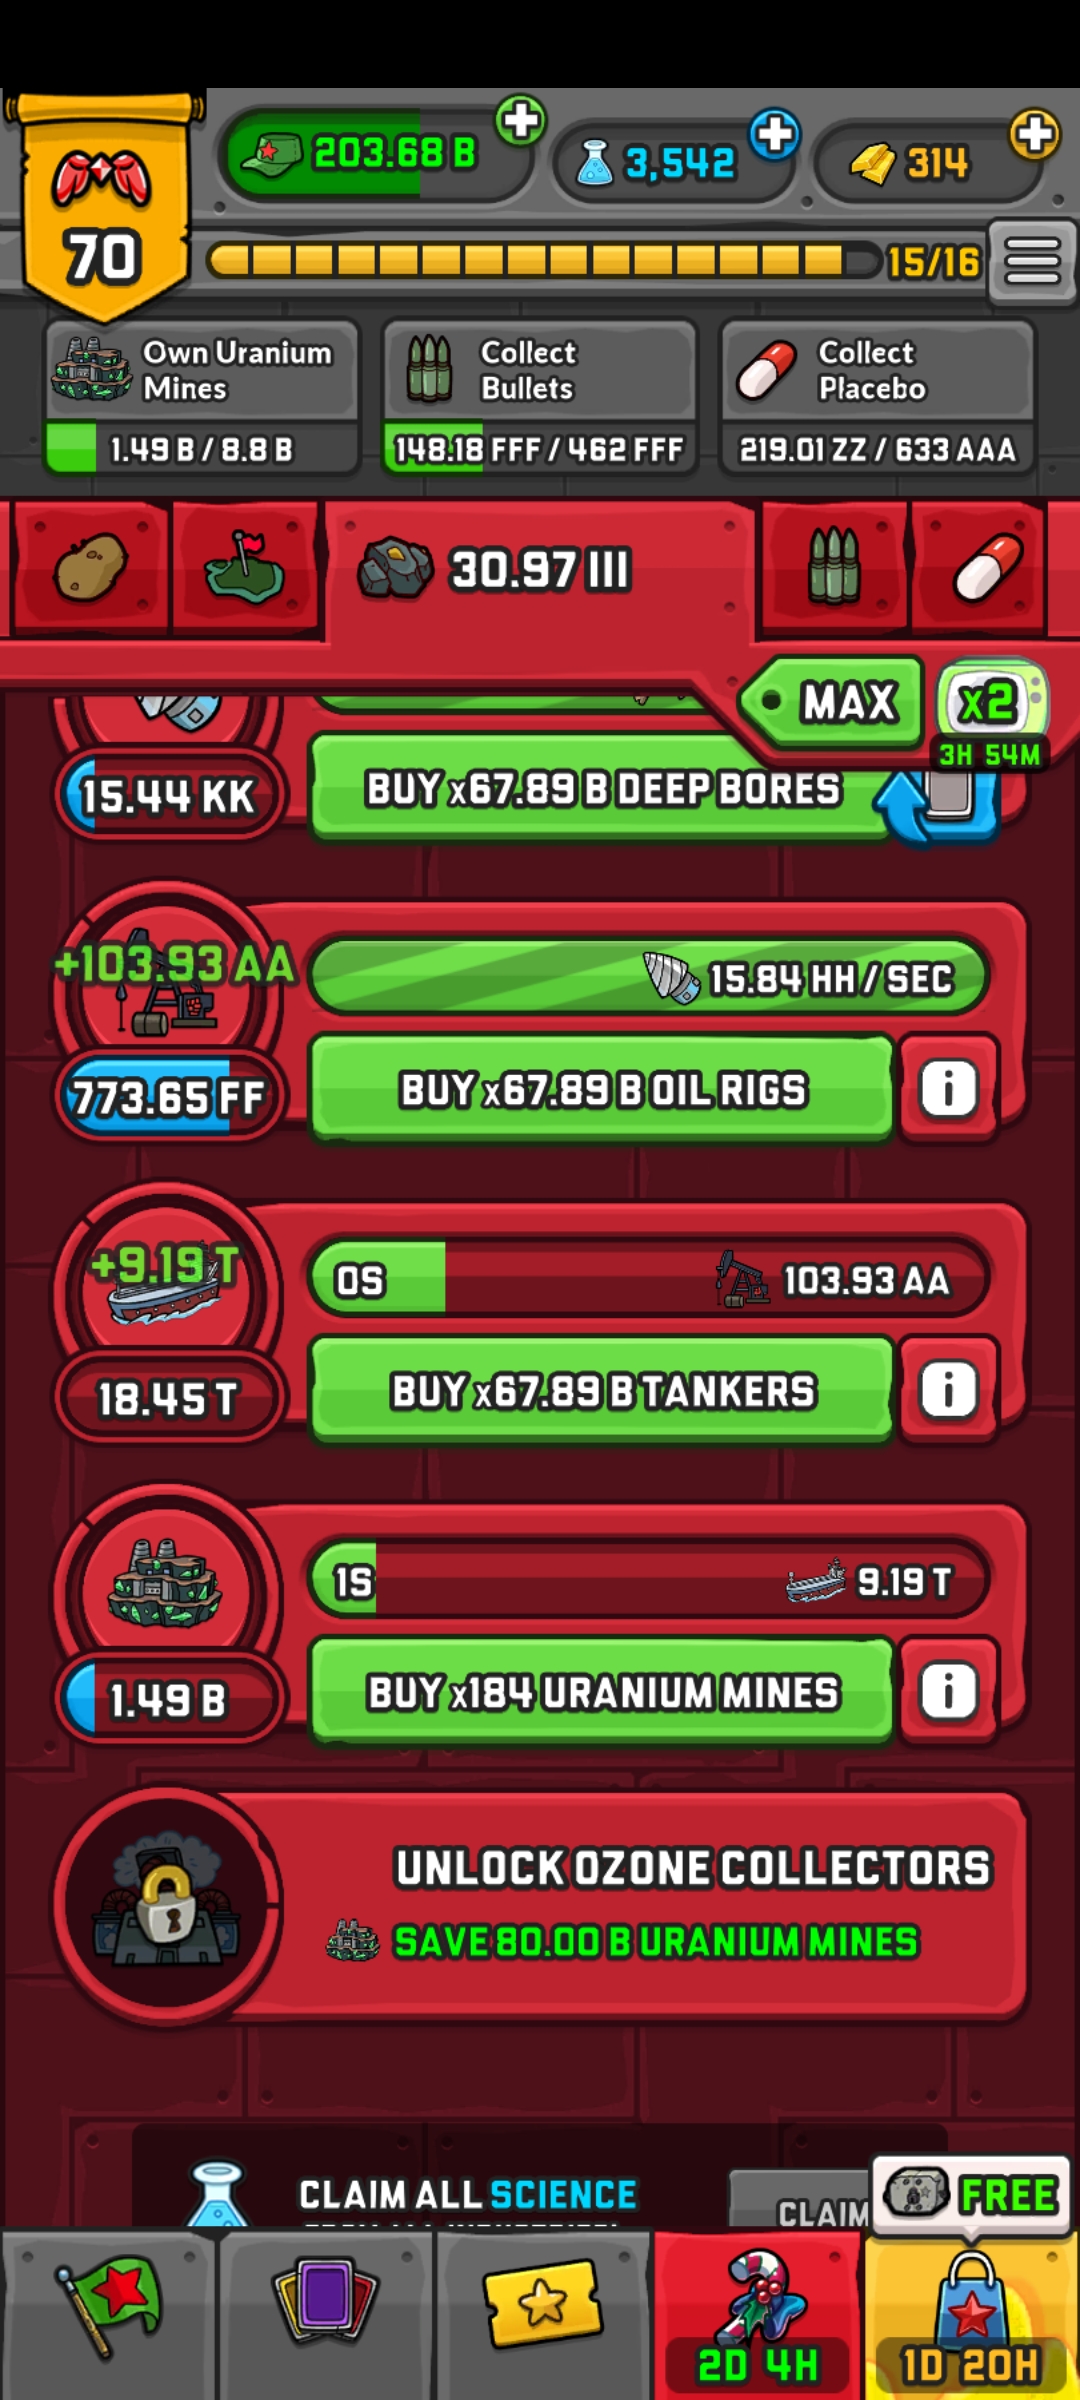 203.68 B
3,542
314
70
15/16
Own Uranium
Mines
1.49 B / 8.8 B
Collect
Bullets
148.18 FFF / 462 FFF
Collect
Placebo
219.01 ZZ / 633 AAA
30.97 III
MAX
x2
3H 54M
15.44 KK
BUY x67.89 B DEEP BORES
+103.93 AA
15.84 HH / SEC
773.65 FF
BUY x67.89 B OIL RIGS
+9.19 T
0S
103.93 AA
18.45 T
BUY x67.89 B TANKERS
1S
9.19 T
1.49 B
BUY x184 URANIUM MINES
UNLOCK OZONE COLLECTORS
SAVE 80.00 B URANIUM MINES
CLAIM ALL SCIENCE
CLAIM
FREE
2D 4H
1D 20H